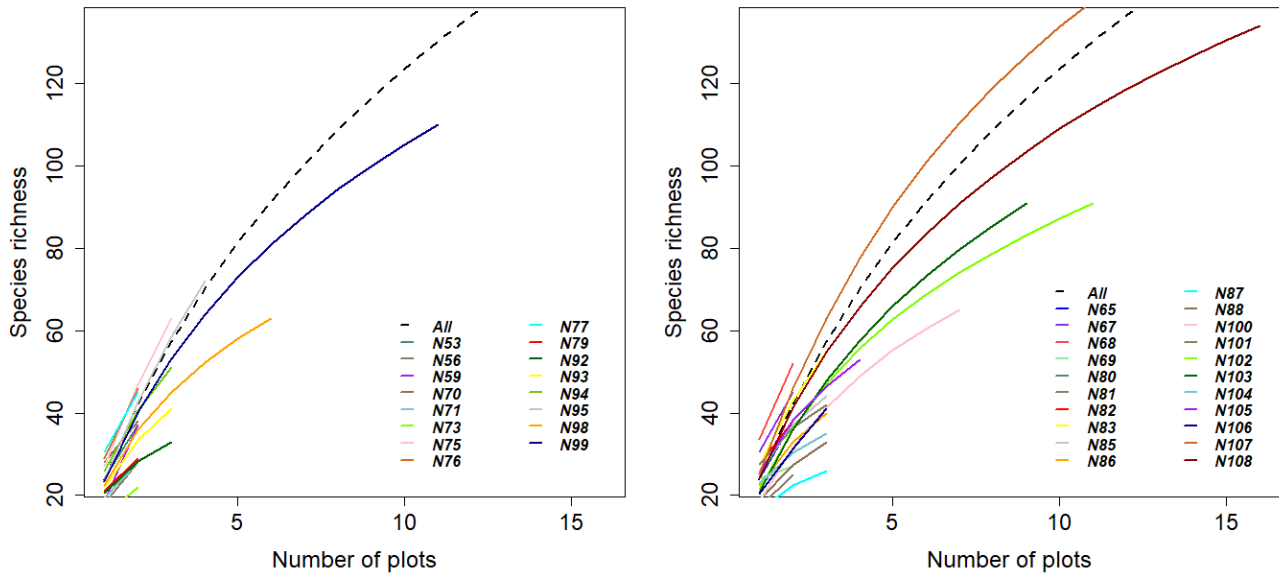 Species richness
120
100
80
60
40
20
5
10
15
Number of plots
All
N53
N56
N59
N70
N71
N73
N75
N76
N77
N79
N92
N93
N94
N95
N98
N99
Species richness
120
100
80
60
40
20
5
10
15
Number of plots
All
N65
N67
N68
N69
N80
N81
N82
N83
N85
N86
N87
N88
N100
N101
N102
N103
N104
N105
N106
N107
N108